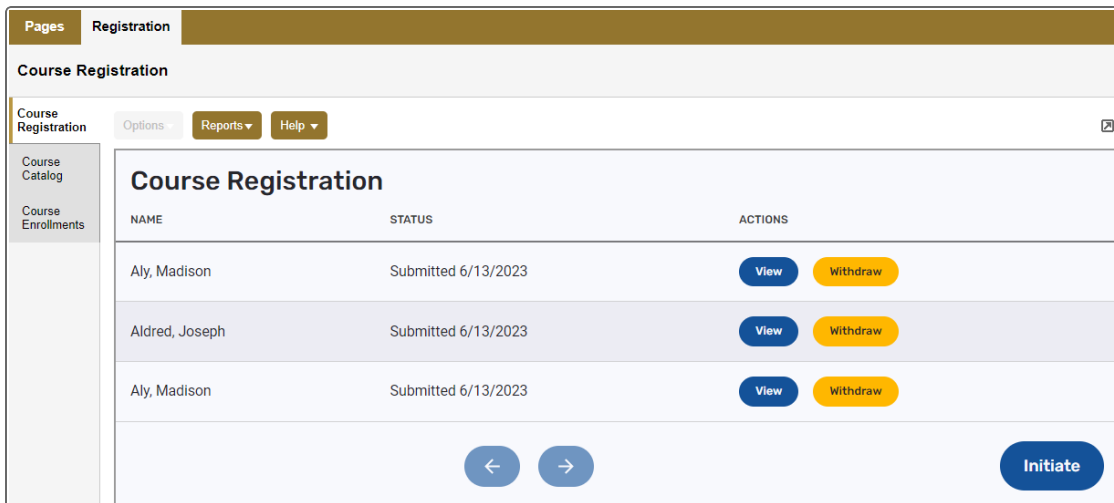 Pages Registration
Course Registration
Course
Registration
Options Reports Help
Course
Catalog
Course
Enrollments
Course Registration
NAME STATUS ACTIONS
Aly, Madison Submitted 6/13/2023 View Withdraw
Aldred, Joseph Submitted 6/13/2023 View Withdraw
Aly, Madison Submitted 6/13/2023 View Withdraw
Initiate